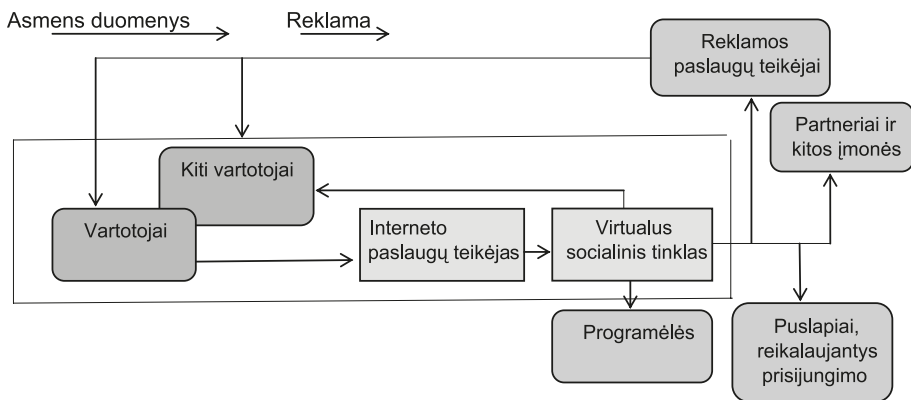 Asmens duomenys
Reklama
Reklamos
paslaugų teikėjai
Partneriai ir
kitos įmonės
Kiti vartotojai
Vartotojai
Interneto
paslaugų teikėjas
Virtualus
socialinis tinklas
Programėlės
Puslapiai,
reikalaujantys
prisijungimo